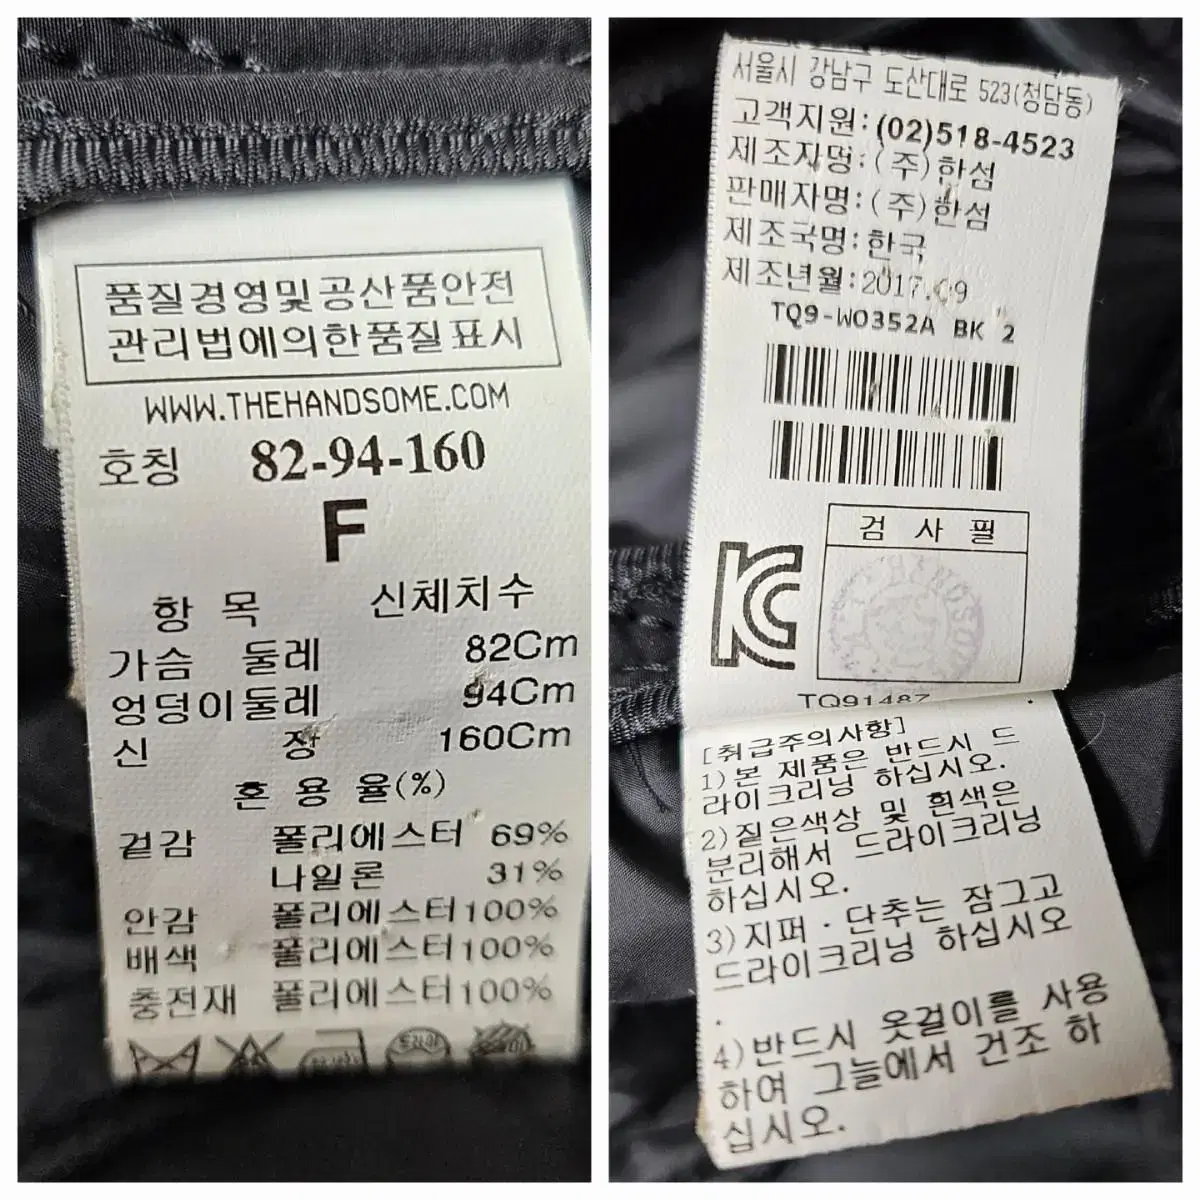 품질경영및공산품안전
관리법에의한품질표시
WWW.THEHANDSOME.COM
호칭 82-94-160
F
항 목 신체치수
가슴 둘레 82Cm
엉덩이둘레 94Cm
신 장 160Cm
혼 용 율(%)
겉감 폴리에스터 69%
나일론 31%
안감 폴리에스터100%
배색 폴리에스터100%
충전재 폴리에스터100%
서울시 강남구 도산대로 523(청담동)
고객지원:(02)518-4523
제조자명:(주)한섬
판매자명:(주)한섬
제조국명:한국
제조년월:2017.09
TQ9-WO352A BK 2
검 사 필
KC
TQ91487
[취급주의사항]
1)본 제품은 반드시 드
라이크리닝 하십시오.
2)짙은색상 및 흰색은
분리해서 드라이크리닝
하십시오.
3)지퍼·단추는 잠그고
드라이크리닝 하십시오
.
4)반드시 옷걸이를 사용
하여 그늘에서 건조 하
십시오.